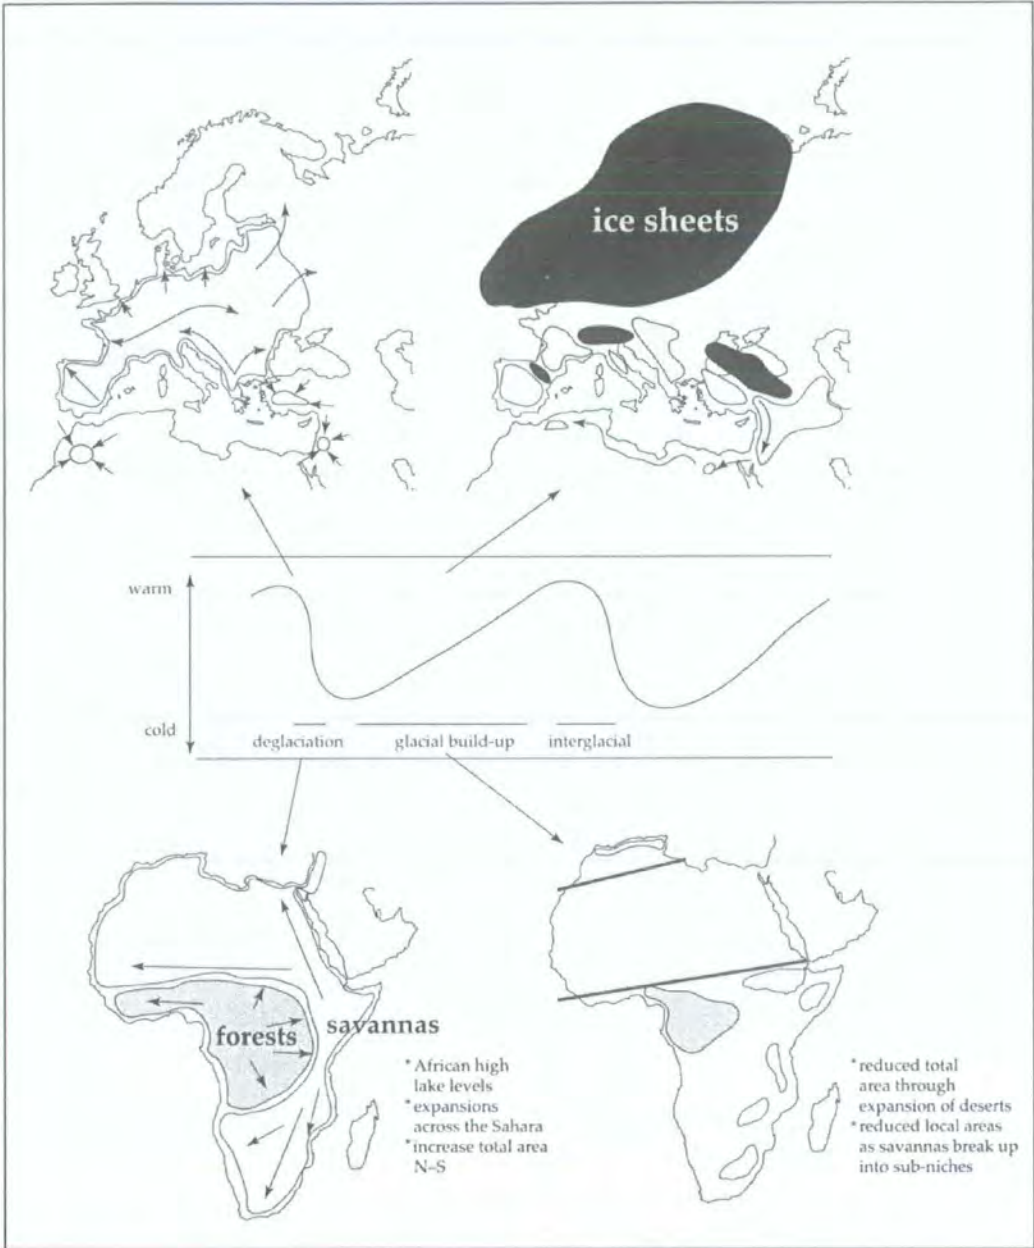 ice sheets
warm
cold
deglaciation
glacial build-up
interglacial
forests
savannas
* African high
lake levels
* expansions
across the Sahara
* increase total area
N–S
* reduced total
area through
expansion of deserts
* reduced local areas
as savannas break up
into sub-niches